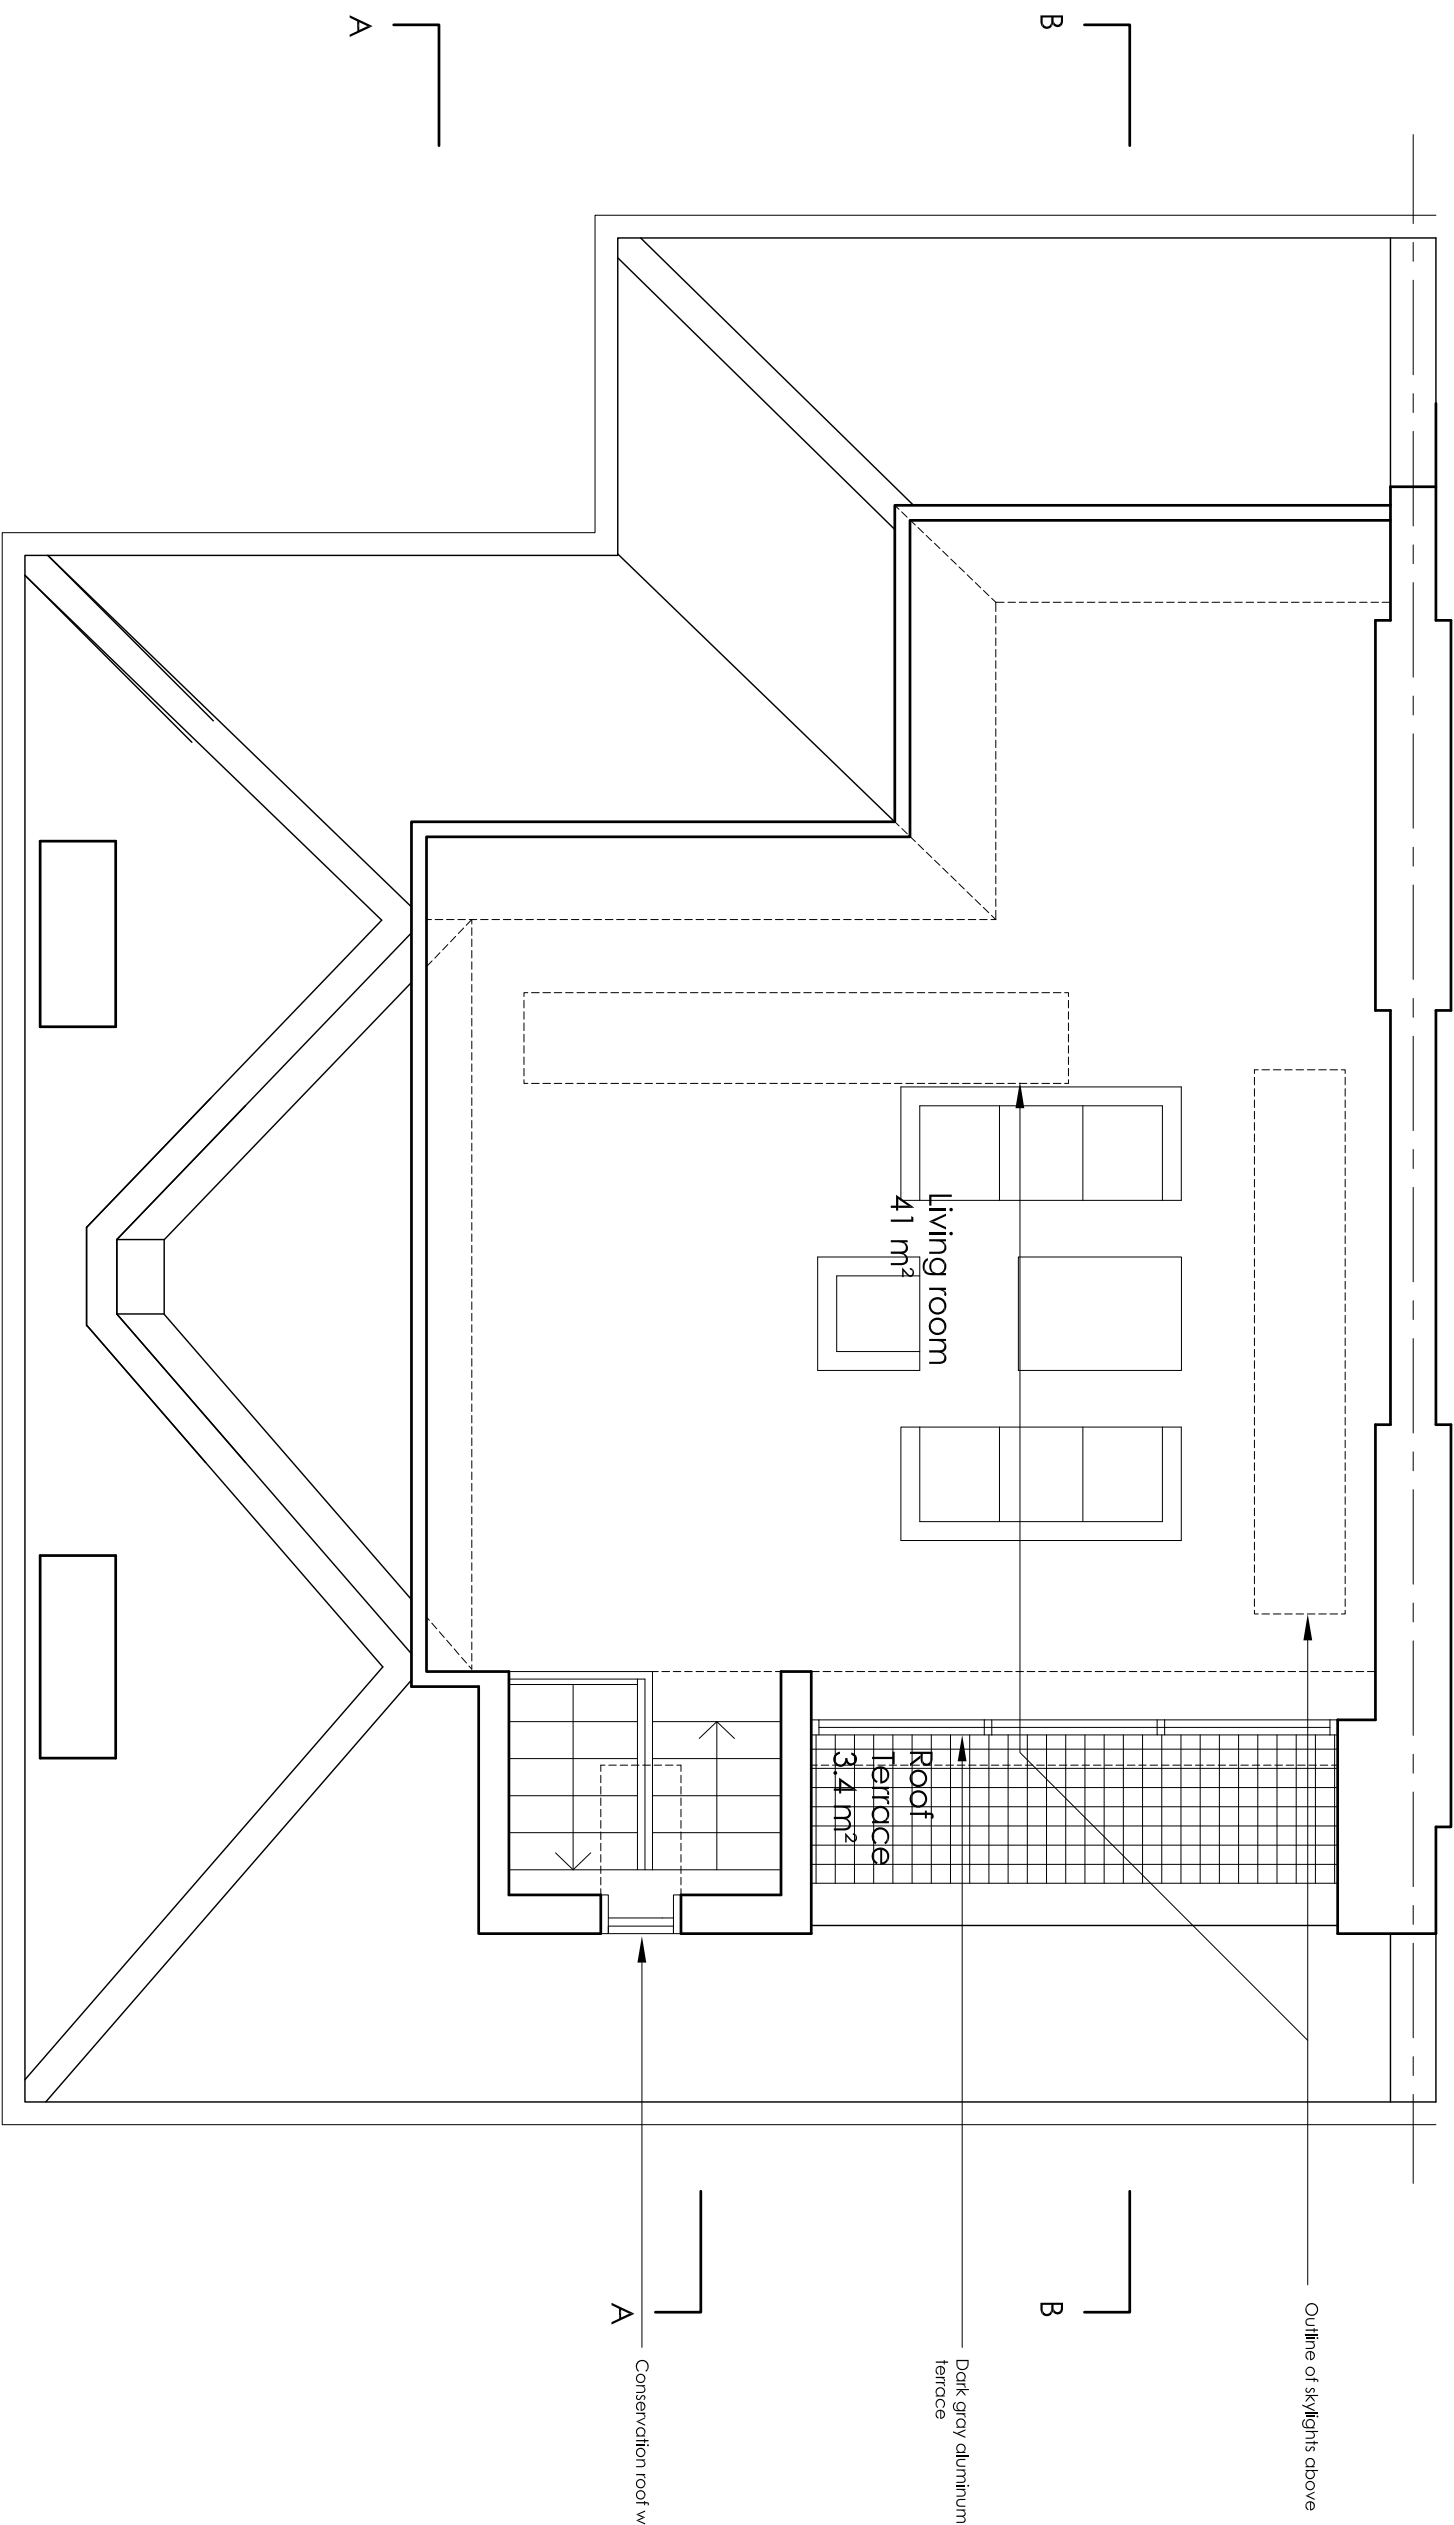 A
B
Living room
41 m²
Roof
Terrace
3.4 m²
A
B
Outline of skylights above
Dark gray aluminum
terrace
Conservation roof w